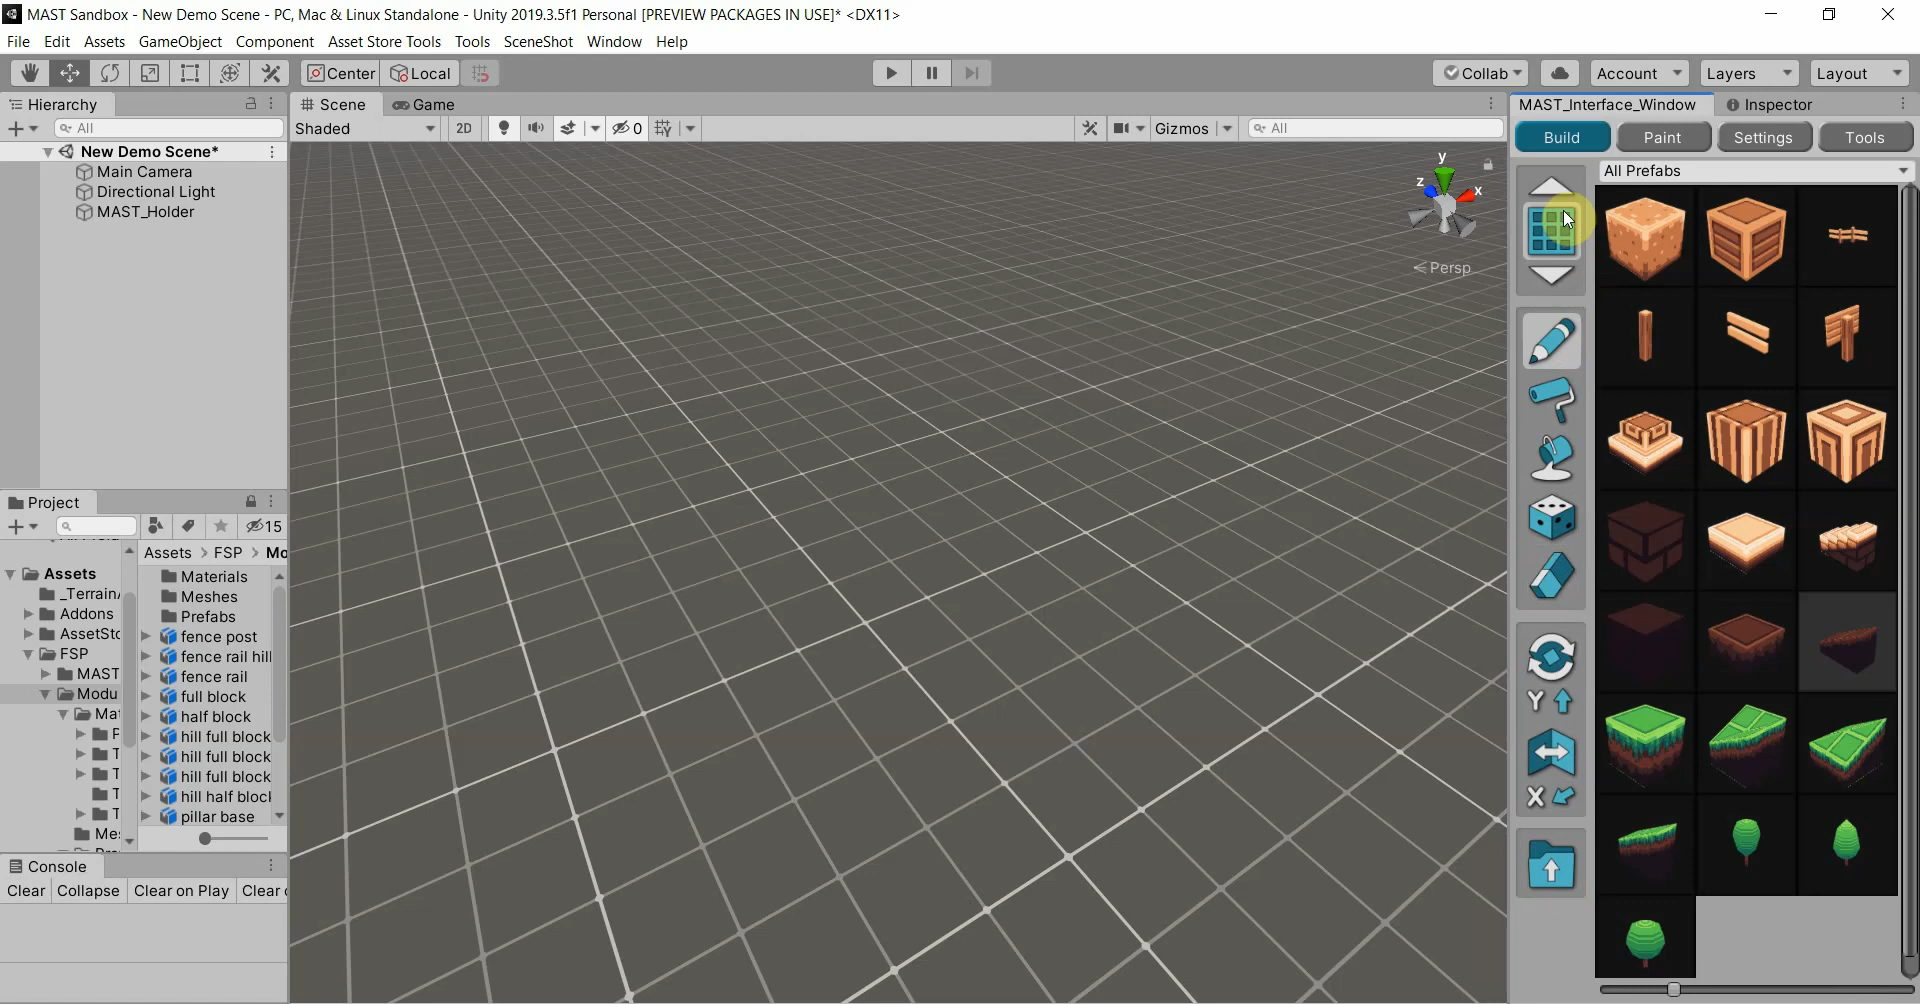 MAST Sandbox - New Demo Scene - PC, Mac & Linux Standalone - Unity 2019.3.5f1 Personal [PREVIEW PACKAGES IN USE]* <DX11>
File Edit Assets GameObject Component Asset Store Tools Tools SceneShot Window Help
Center Local Collab Account Layers Layout
Hierarchy Scene Game MAST_Interface_Window Inspector
All Shaded 2D 0 Gizmos All Build Paint Settings Tools
New Demo Scene*
Main Camera
Directional Light
MAST_Holder
y
z x
Persp
All Prefabs
Y
X
Project
15
Assets > FSP > Mo
Assets
_Terrain
Addons
AssetSto
FSP
MAST
Modu
Mat
F
T
T
T
T
Me
Materials
Meshes
Prefabs
fence post
fence rail hill
fence rail
full block
half block
hill full block
hill full block
hill full block
hill half block
pillar base
Console
Clear Collapse Clear on Play Clear